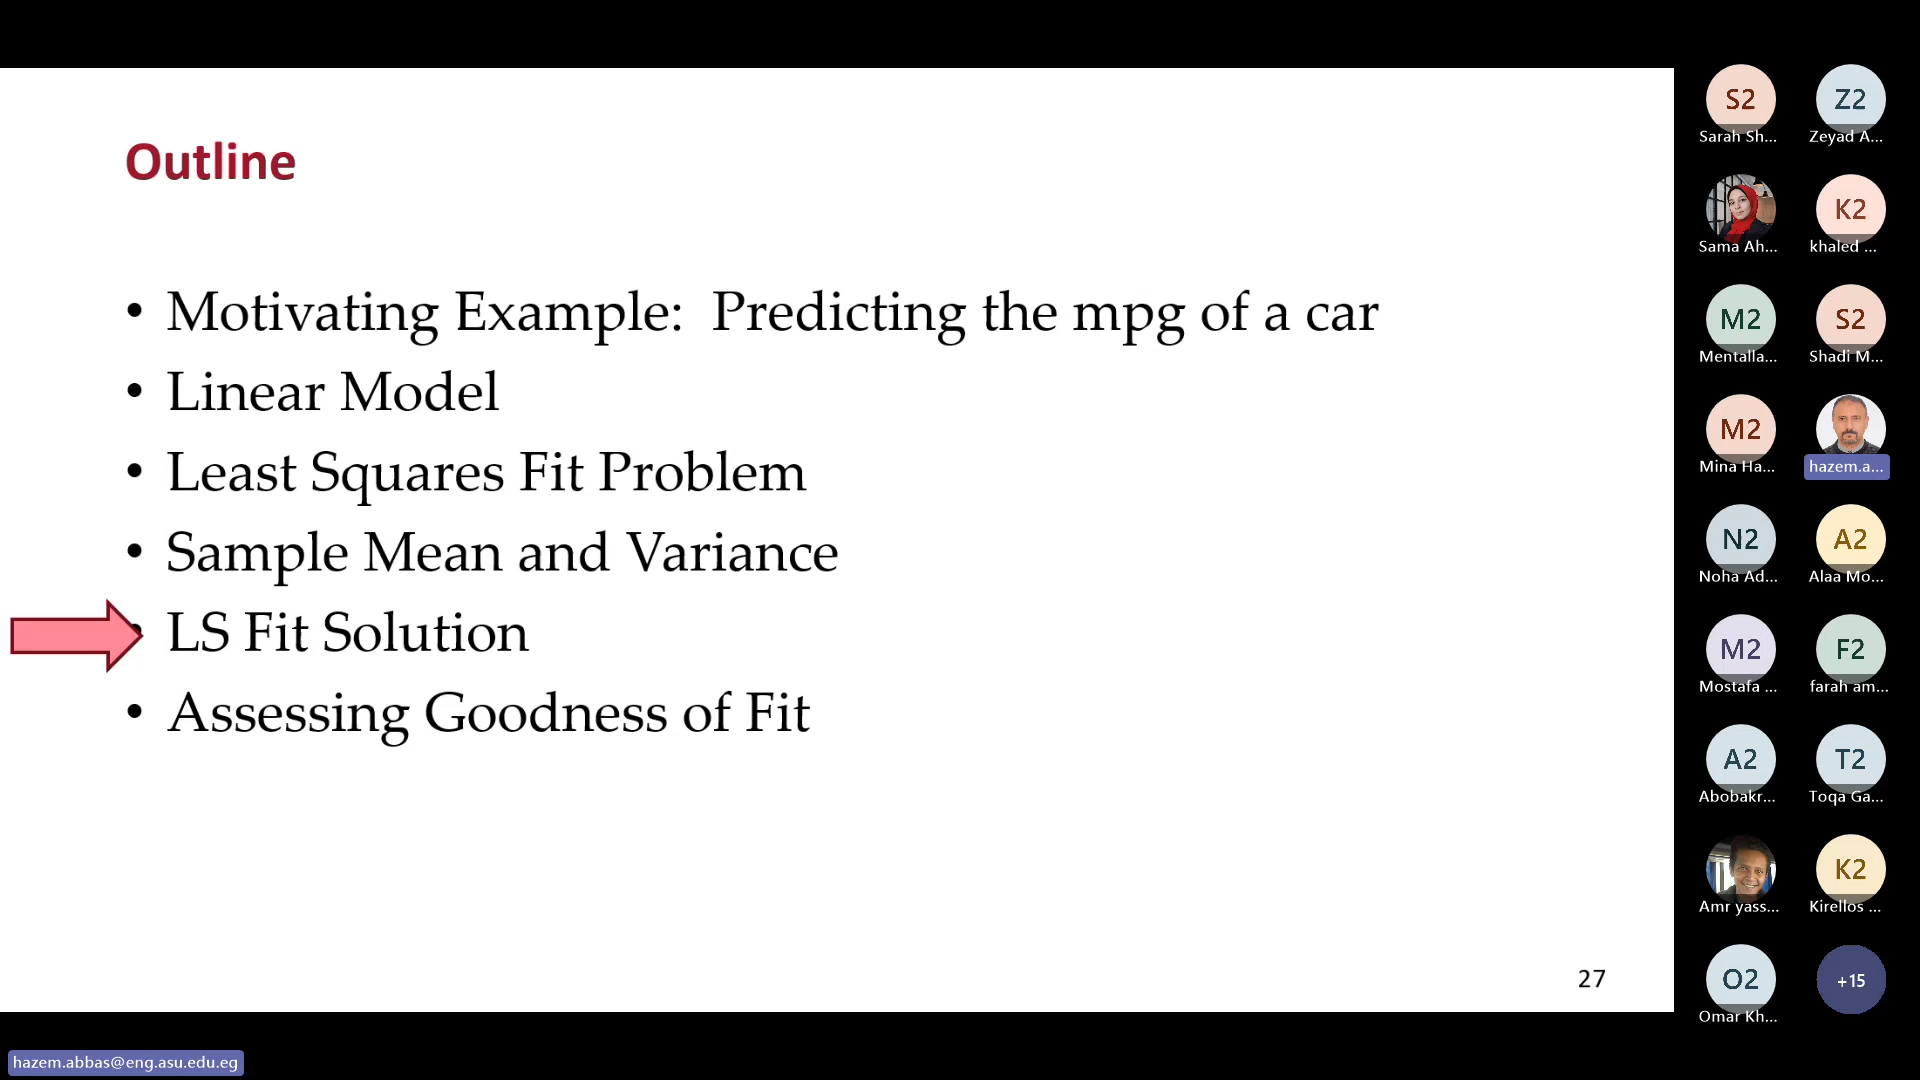 Outline
• Motivating Example: Predicting the mpg of a car
• Linear Model
• Least Squares Fit Problem
• Sample Mean and Variance
• LS Fit Solution
• Assessing Goodness of Fit
27
S2
Sarah Sh...
Z2
Zeyad A...
Sama Ah...
K2
khaled ...
M2
Mentalla...
S2
Shadi M...
M2
Mina Ha...
hazem.a...
N2
Noha Ad...
A2
Alaa Mo...
M2
Mostafa ...
F2
farah am...
A2
Abobakr...
T2
Toqa Ga...
Amr yass...
K2
Kirellos ...
O2
Omar Kh...
+15
hazem.abbas@eng.asu.edu.eg